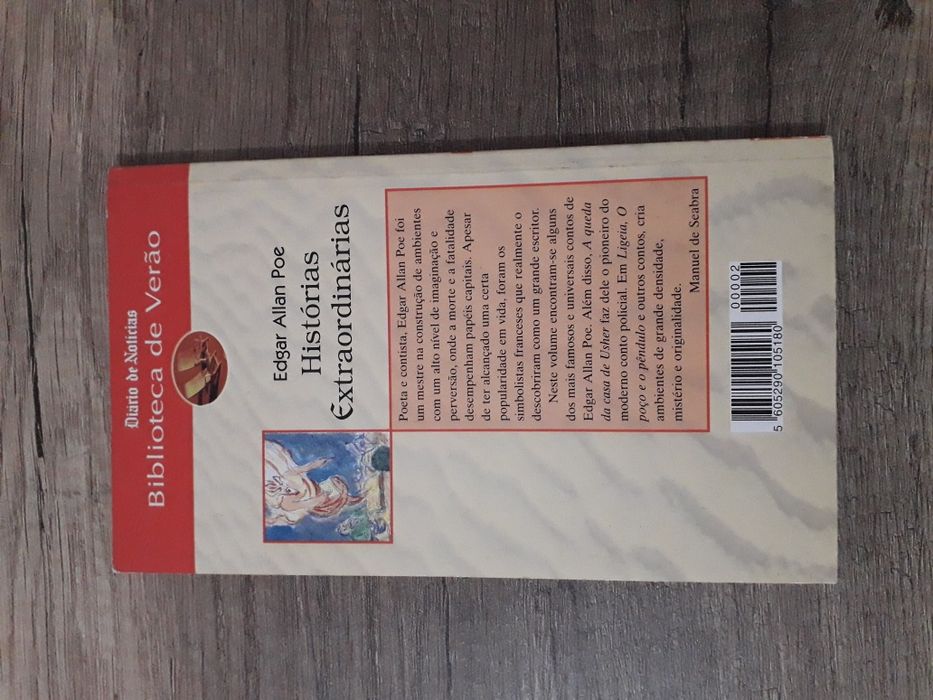 Diário de Notícias
Biblioteca de Verão
Edgar Allan Poe
Histórias
Extraordinárias
Poeta e contista, Edgar Allan Poe foi
um mestre na construção de ambientes
com um alto nível de imaginação e
perversão, onde a morte e a fatalidade
desempenham papéis capitais. Apesar
de ter alcançado uma certa
popularidade em vida, foram os
simbolistas franceses que realmente o
descobriram como um grande escritor.
Neste volume encontram-se alguns
dos mais famosos e universais contos de
Edgar Allan Poe. Além disso, A queda
da casa de Usher faz dele o pioneiro do
moderno conto policial. Em Ligeia, O
poço e o pêndulo e outros contos, cria
ambientes de grande densidade,
mistério e originalidade.
Manuel de Seabra
00002
5 605290 105180